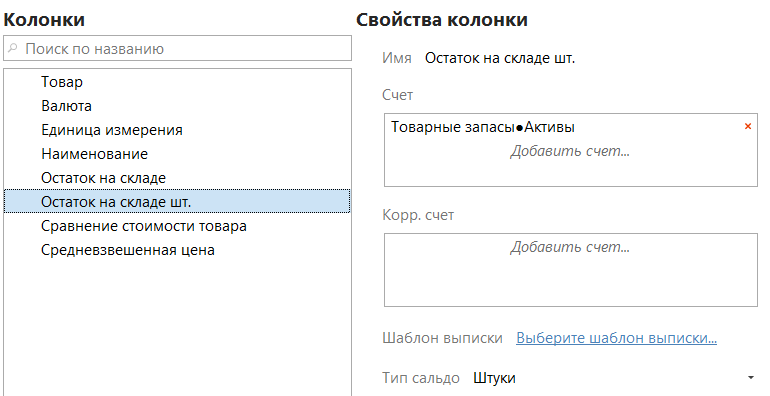 Колонки
Поиск по названию
Товар
Валюта
Единица измерения
Наименование
Остаток на складе
Остаток на складе шт.
Сравнение стоимости товара
Средневзвешенная цена
Свойства колонки
Имя Остаток на складе шт.
Счет
Товарные запасы●Активы ×
Добавить счет...
Корр. счет
Добавить счет...
Шаблон выписки Выберите шаблон выписки...
Тип сальдо Штуки